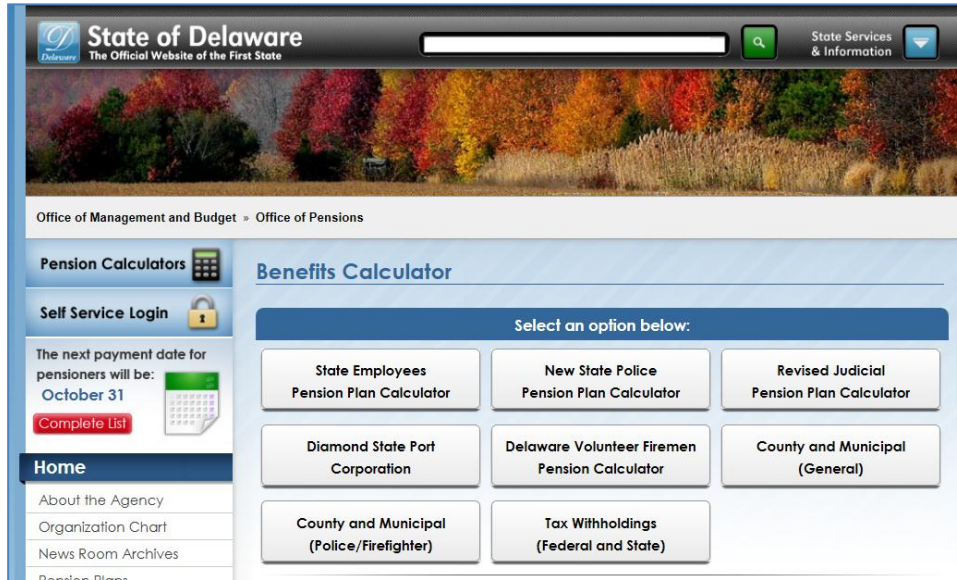 State of Delaware
The Official Website of the First State
Delaware
State Services
& Information
Office of Management and Budget » Office of Pensions
Pension Calculators
Self Service Login
The next payment date for
pensioners will be:
October 31
Complete List
Home
About the Agency
Organization Chart
News Room Archives
Pension Plans
Benefits Calculator
Select an option below:
State Employees
Pension Plan Calculator
New State Police
Pension Plan Calculator
Revised Judicial
Pension Plan Calculator
Diamond State Port
Corporation
Delaware Volunteer Firemen
Pension Calculator
County and Municipal
(General)
County and Municipal
(Police/Firefighter)
Tax Withholdings
(Federal and State)